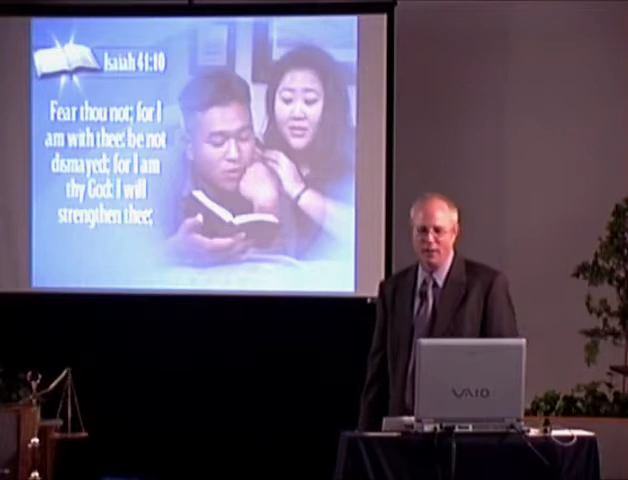 Isaiah 41:10
Fear thou not; for I
am with thee: be not
dismayed; for I am
thy God: I will
strengthen thee;
VAIO